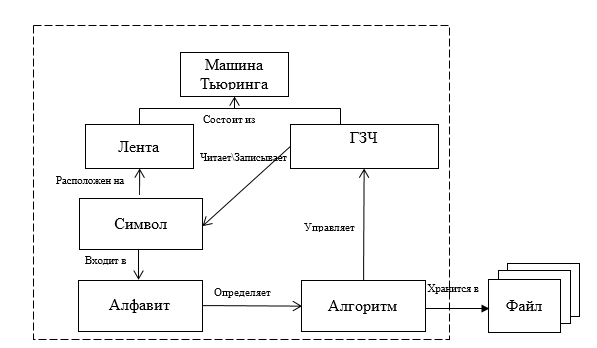 Машина
Тьюринга
Состоит из
Лента
ГЗЧ
Читает\Записывает
Расположен на
Символ
Управляет
Входит в
Алфавит
Определяет
Алгоритм
Хранится в
Файл